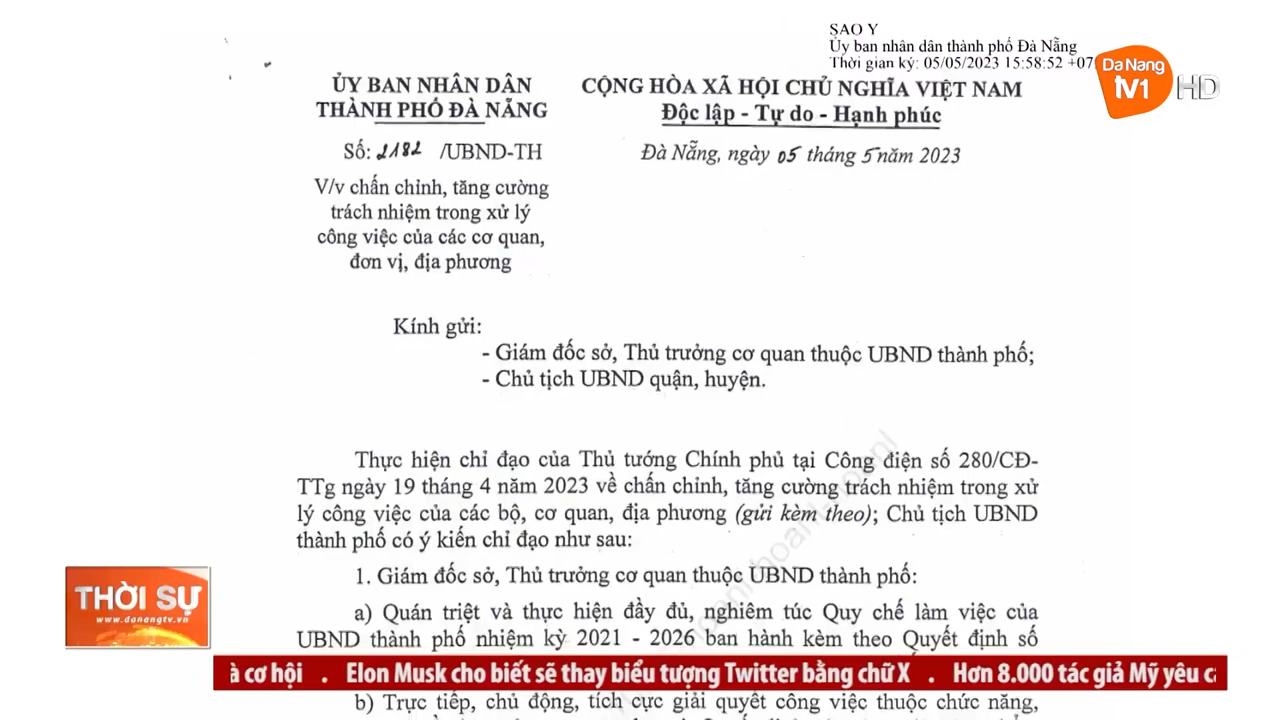 SAO Y
Ủy ban nhân dân thành phố Đà Nẵng
Thời gian ký: 05/05/2023 15:58:52 +07
Da Nang
tv1 HD
ỦY BAN NHÂN DÂN
THÀNH PHỐ ĐÀ NẴNG
CỘNG HÒA XÃ HỘI CHỦ NGHĨA VIỆT NAM
Độc lập - Tự do - Hạnh phúc
Số: 2182 /UBND-TH
Đà Nẵng, ngày 05 tháng 5 năm 2023
V/v chấn chỉnh, tăng cường
trách nhiệm trong xử lý
công việc của các cơ quan,
đơn vị, địa phương
Kính gửi:
- Giám đốc sở, Thủ trưởng cơ quan thuộc UBND thành phố;
- Chủ tịch UBND quận, huyện.
Thực hiện chỉ đạo của Thủ tướng Chính phủ tại Công điện số 280/CĐ-
TTg ngày 19 tháng 4 năm 2023 về chấn chỉnh, tăng cường trách nhiệm trong xử
lý công việc của các bộ, cơ quan, địa phương (gửi kèm theo); Chủ tịch UBND
thành phố có ý kiến chỉ đạo như sau:
1. Giám đốc sở, Thủ trưởng cơ quan thuộc UBND thành phố:
a) Quán triệt và thực hiện đầy đủ, nghiêm túc Quy chế làm việc của
UBND thành phố nhiệm kỳ 2021 - 2026 ban hành kèm theo Quyết định số
THỜI SỰ
www.danangtv.vn
à cơ hội . Elon Musk cho biết sẽ thay biểu tượng Twitter bằng chữ X . Hơn 8.000 tác giả Mỹ yêu c
b) Trực tiếp, chủ động, tích cực giải quyết công việc thuộc chức năng,